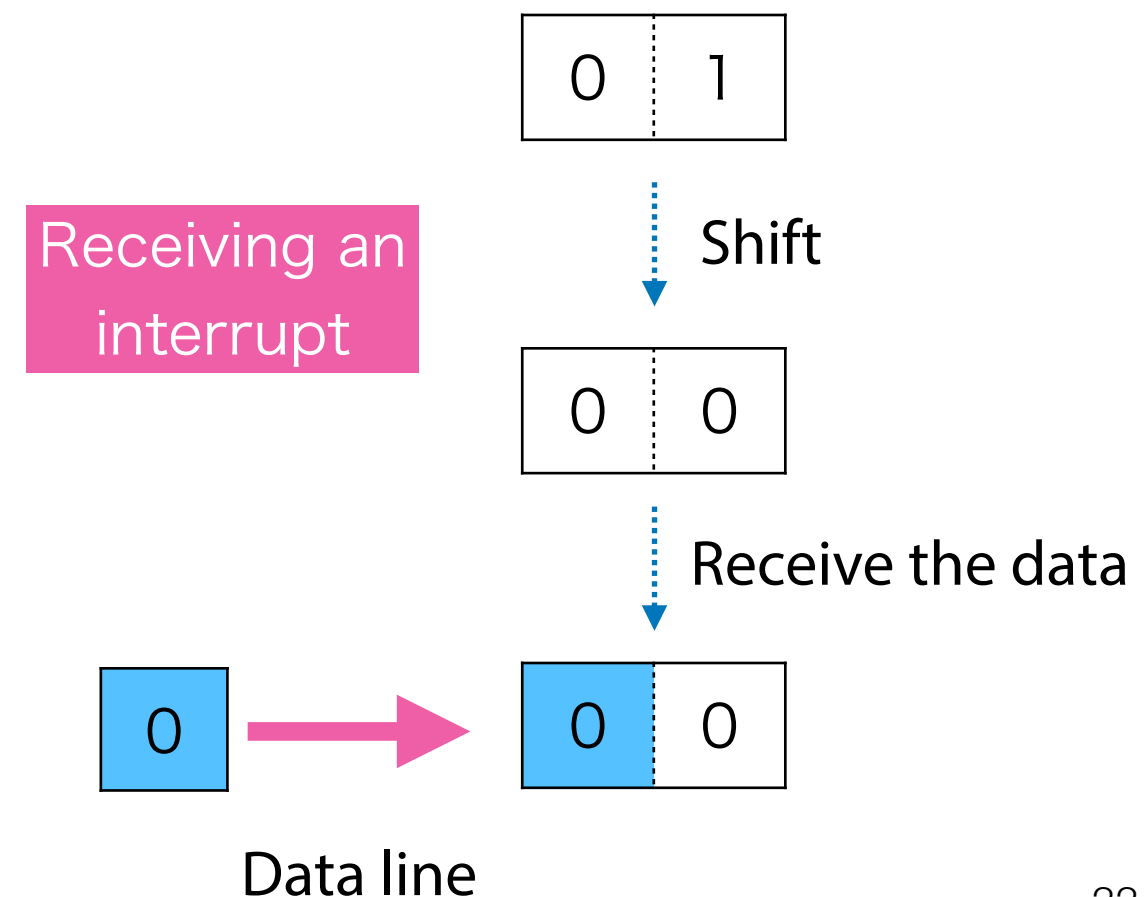 0 1
Receiving an
interrupt
Shift
0 0
Receive the data
0
0 0
Data line